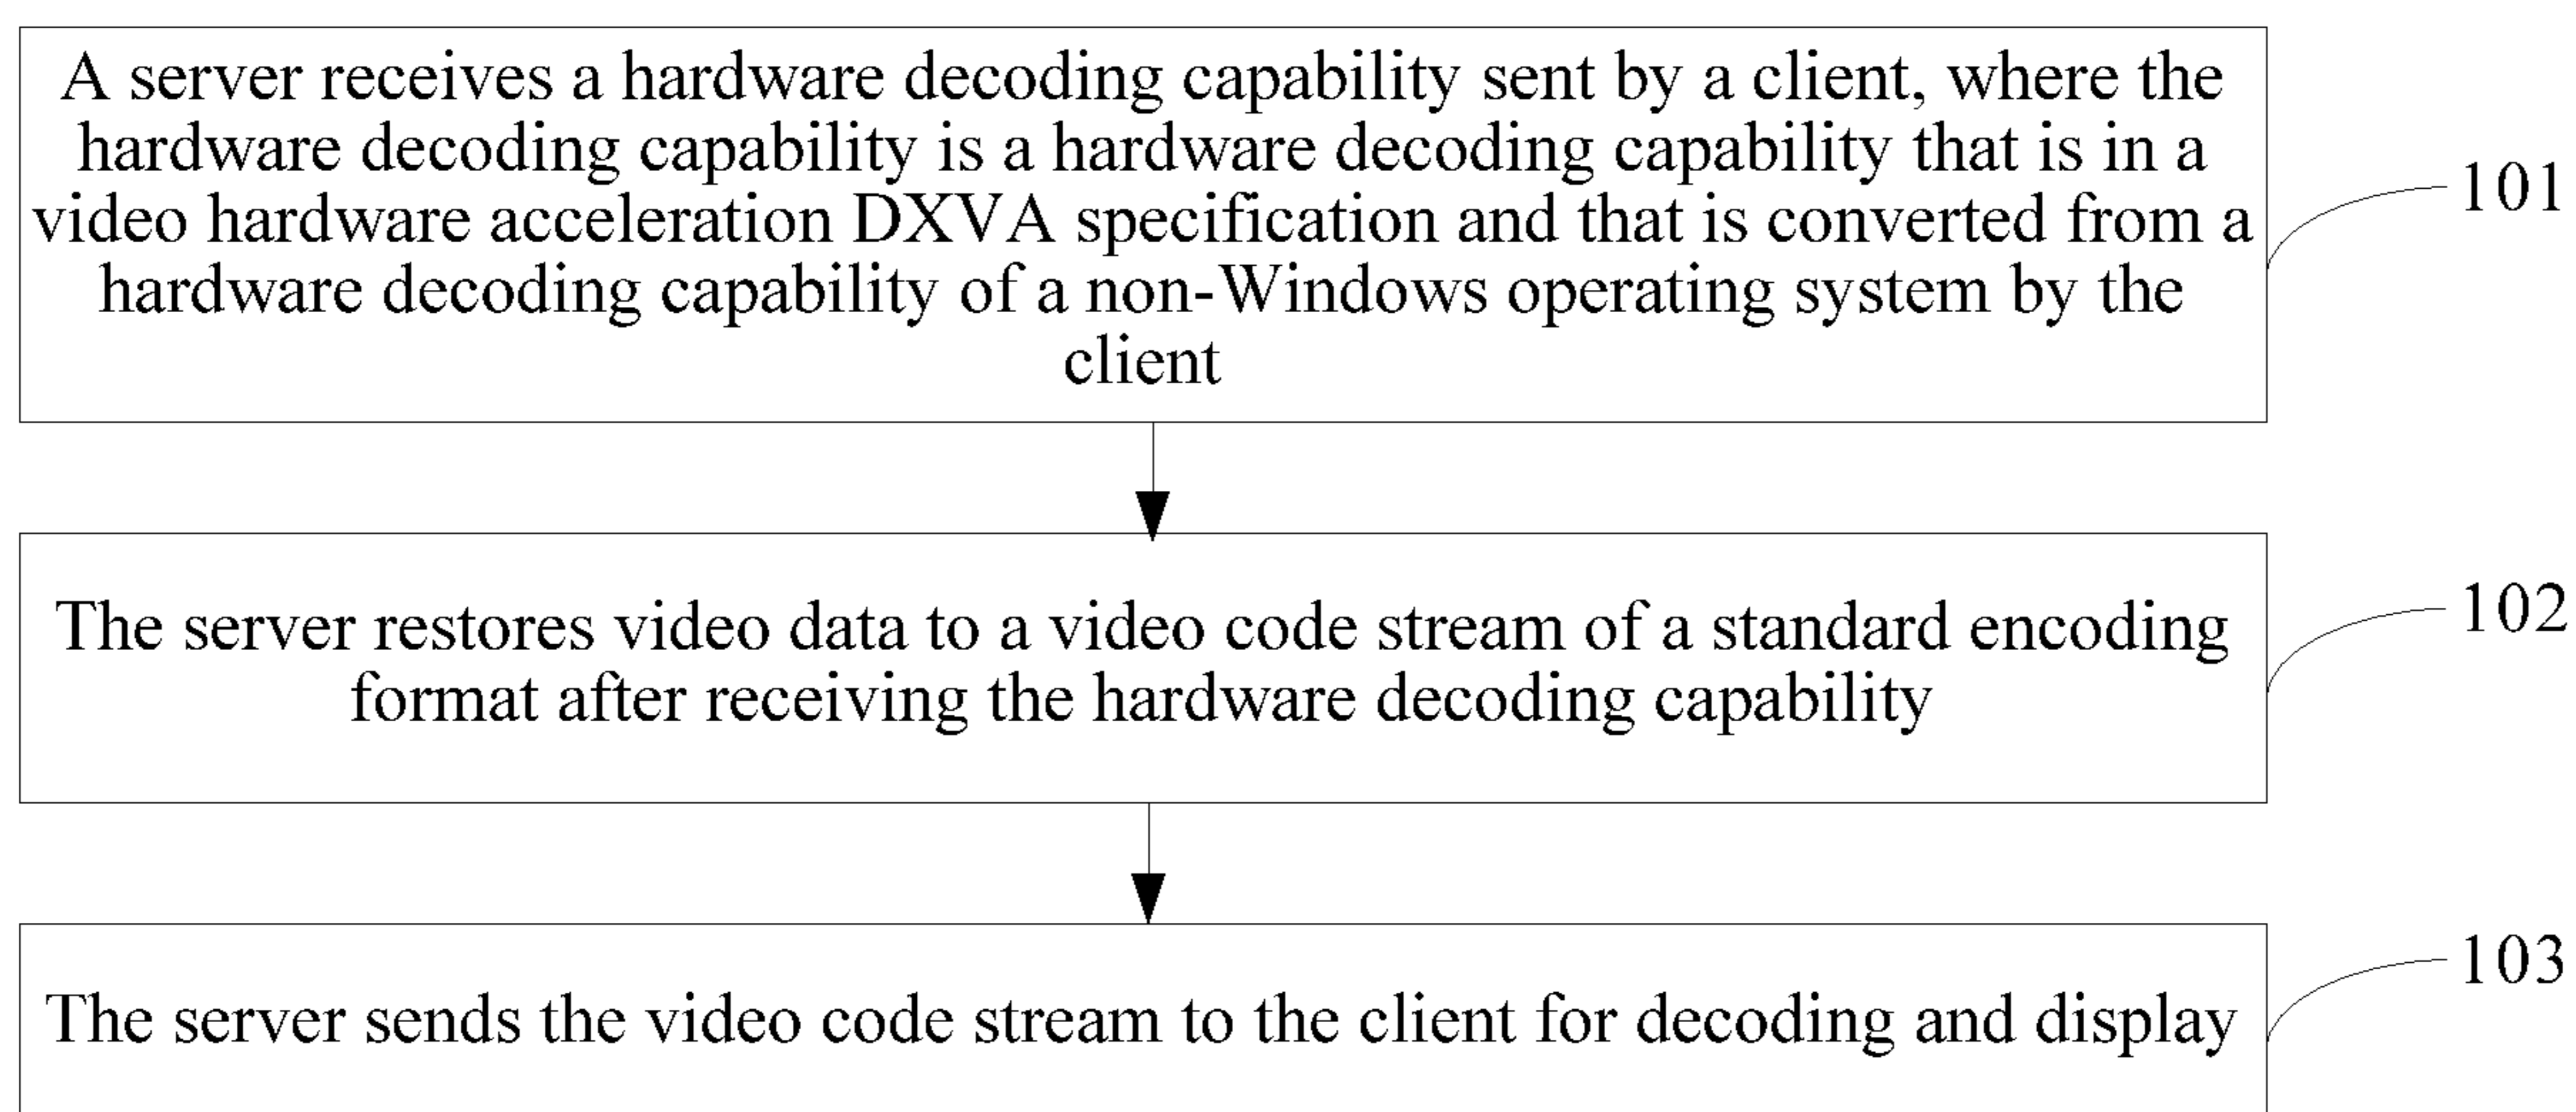 A server receives a hardware decoding capability sent by a client, where the
hardware decoding capability is a hardware decoding capability that is in a
video hardware acceleration DXVA specification and that is converted from a
hardware decoding capability of a non-Windows operating system by the
client
101
The server restores video data to a video code stream of a standard encoding
format after receiving the hardware decoding capability
102
The server sends the video code stream to the client for decoding and display
103